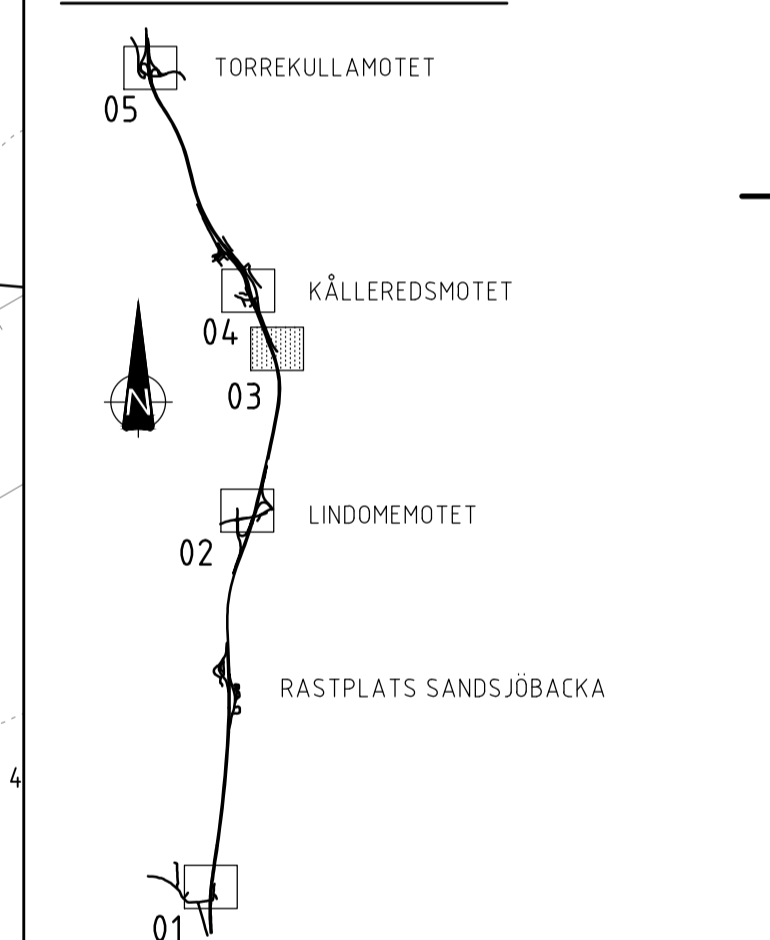 TORREKULLAMOTET
05
KÅLLEREDSMOTET
04
03
N
LINDOMEMOTET
02
RASTPLATS SANDSJÖBACKA
4
01